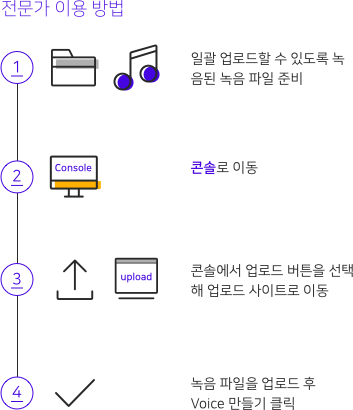 전문가 이용 방법
1
일괄 업로드할 수 있도록 녹
음된 녹음 파일 준비
2
Console
콘솔로 이동
3
upload
콘솔에서 업로드 버튼을 선택
해 업로드 사이트로 이동
4
녹음 파일을 업로드 후
Voice 만들기 클릭